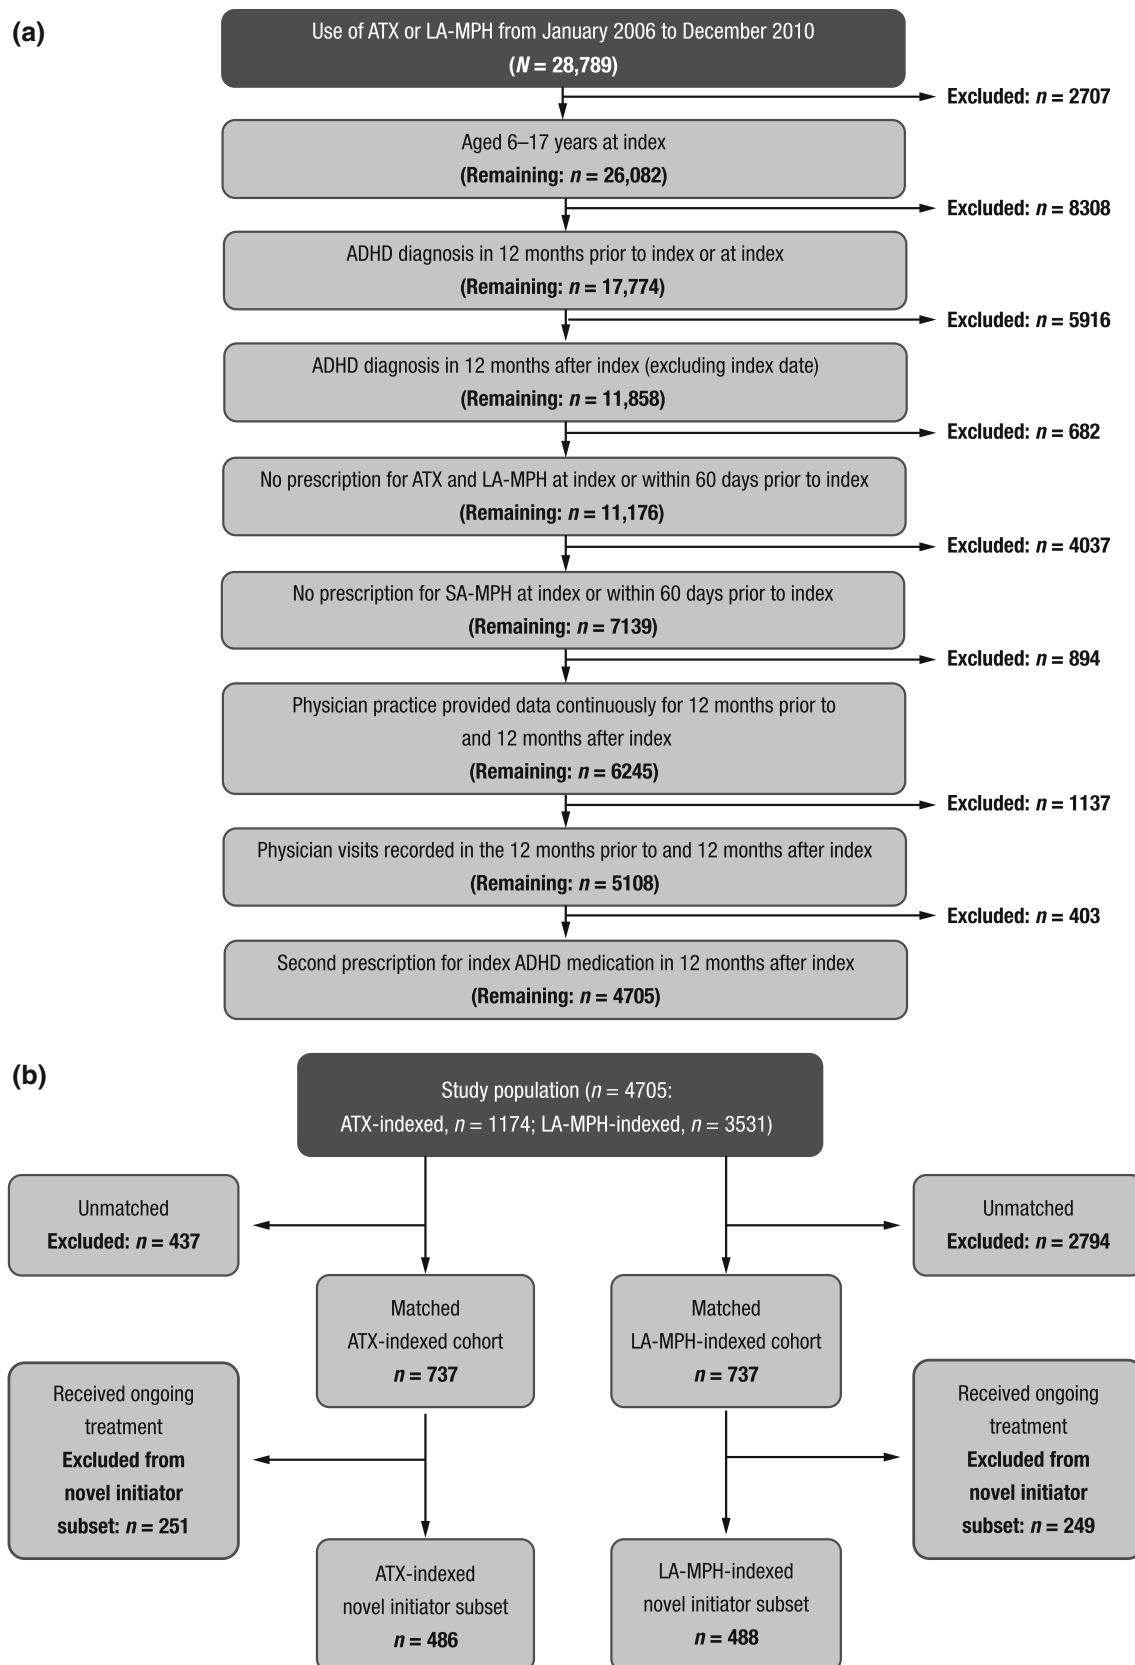 (a)
Use of ATX or LA-MPH from January 2006 to December 2010
(N = 28,789)
Excluded: n = 2707
Aged 6–17 years at index
(Remaining: n = 26,082)
Excluded: n = 8308
ADHD diagnosis in 12 months prior to index or at index
(Remaining: n = 17,774)
Excluded: n = 5916
ADHD diagnosis in 12 months after index (excluding index date)
(Remaining: n = 11,858)
Excluded: n = 682
No prescription for ATX and LA-MPH at index or within 60 days prior to index
(Remaining: n = 11,176)
Excluded: n = 4037
No prescription for SA-MPH at index or within 60 days prior to index
(Remaining: n = 7139)
Excluded: n = 894
Physician practice provided data continuously for 12 months prior to
and 12 months after index
(Remaining: n = 6245)
Excluded: n = 1137
Physician visits recorded in the 12 months prior to and 12 months after index
(Remaining: n = 5108)
Excluded: n = 403
Second prescription for index ADHD medication in 12 months after index
(Remaining: n = 4705)
(b)
Study population (n = 4705:
ATX-indexed, n = 1174; LA-MPH-indexed, n = 3531)
Unmatched
Excluded: n = 437
Unmatched
Excluded: n = 2794
Matched
ATX-indexed cohort
n = 737
Matched
LA-MPH-indexed cohort
n = 737
Received ongoing
treatment
Excluded from
novel initiator
subset: n = 251
Received ongoing
treatment
Excluded from
novel initiator
subset: n = 249
ATX-indexed
novel initiator subset
n = 486
LA-MPH-indexed
novel initiator subset
n = 488